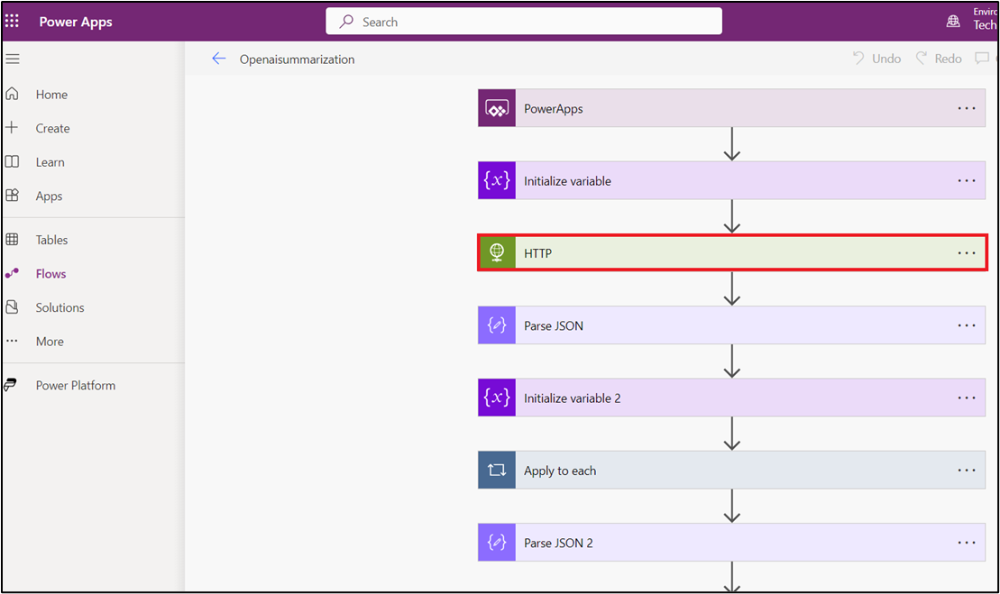 Power Apps
Search
Enviro
Tech
Openaisummarization
Undo
Redo
Home
Create
Learn
Apps
Tables
Flows
Solutions
More
Power Platform
PowerApps
Initialize variable
HTTP
Parse JSON
Initialize variable 2
Apply to each
Parse JSON 2